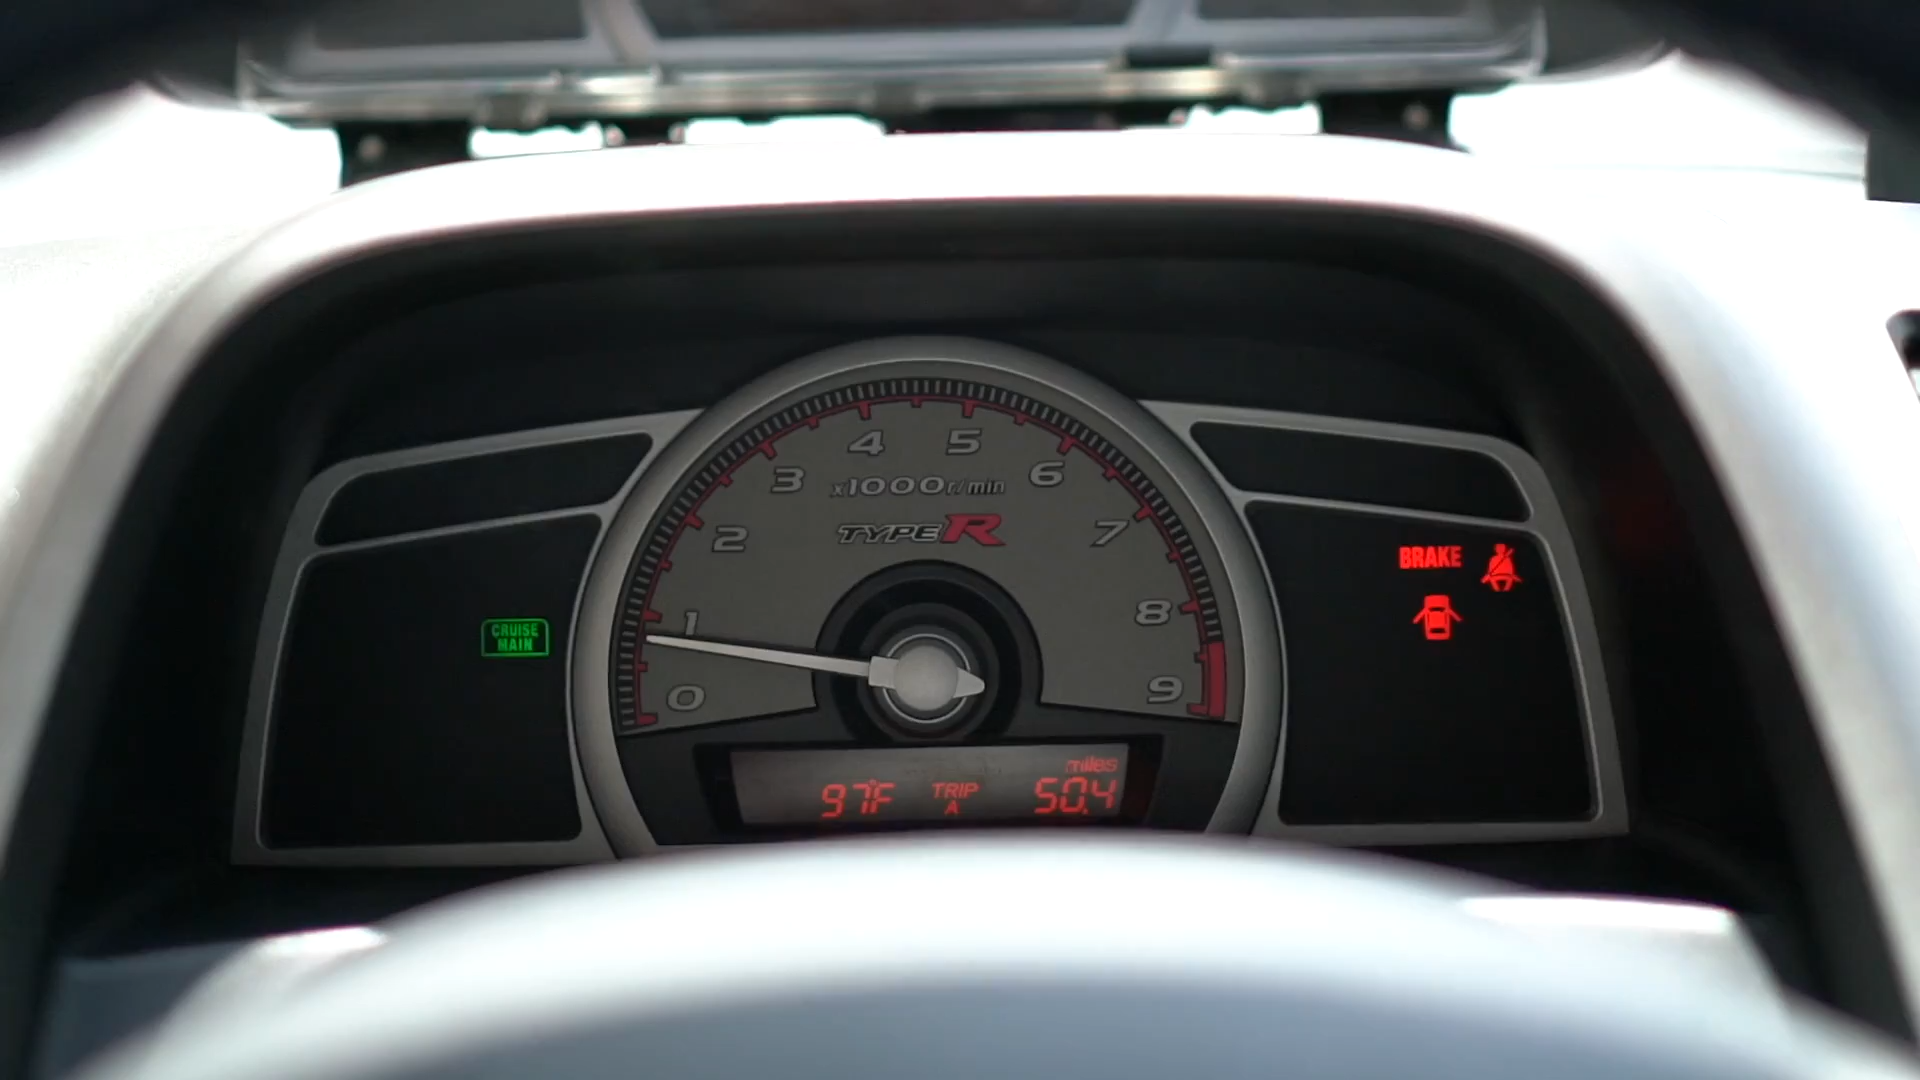 4 5
3 x1000r/min 6
2 TYPE R 7
BRAKE
1 8
CRUISE
MAIN
0 9
miles
97°F TRIP A 50.4